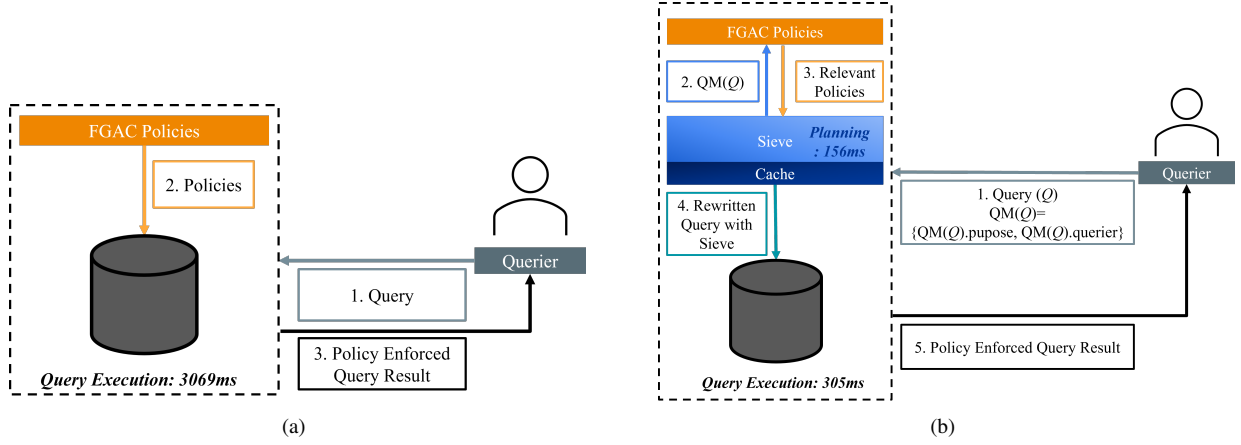 FGAC Policies
2. Policies
Querier
1. Query
3. Policy Enforced
Query Result
Query Execution: 3069ms
(a)
FGAC Policies
2. QM(Q)
3. Relevant
Policies
Sieve
Planning
: 156ms
Cache
Querier
1. Query (Q)
QM(Q)=
{QM(Q).pupose, QM(Q).querier}
4. Rewritten
Query with
Sieve
5. Policy Enforced Query Result
Query Execution: 305ms
(b)